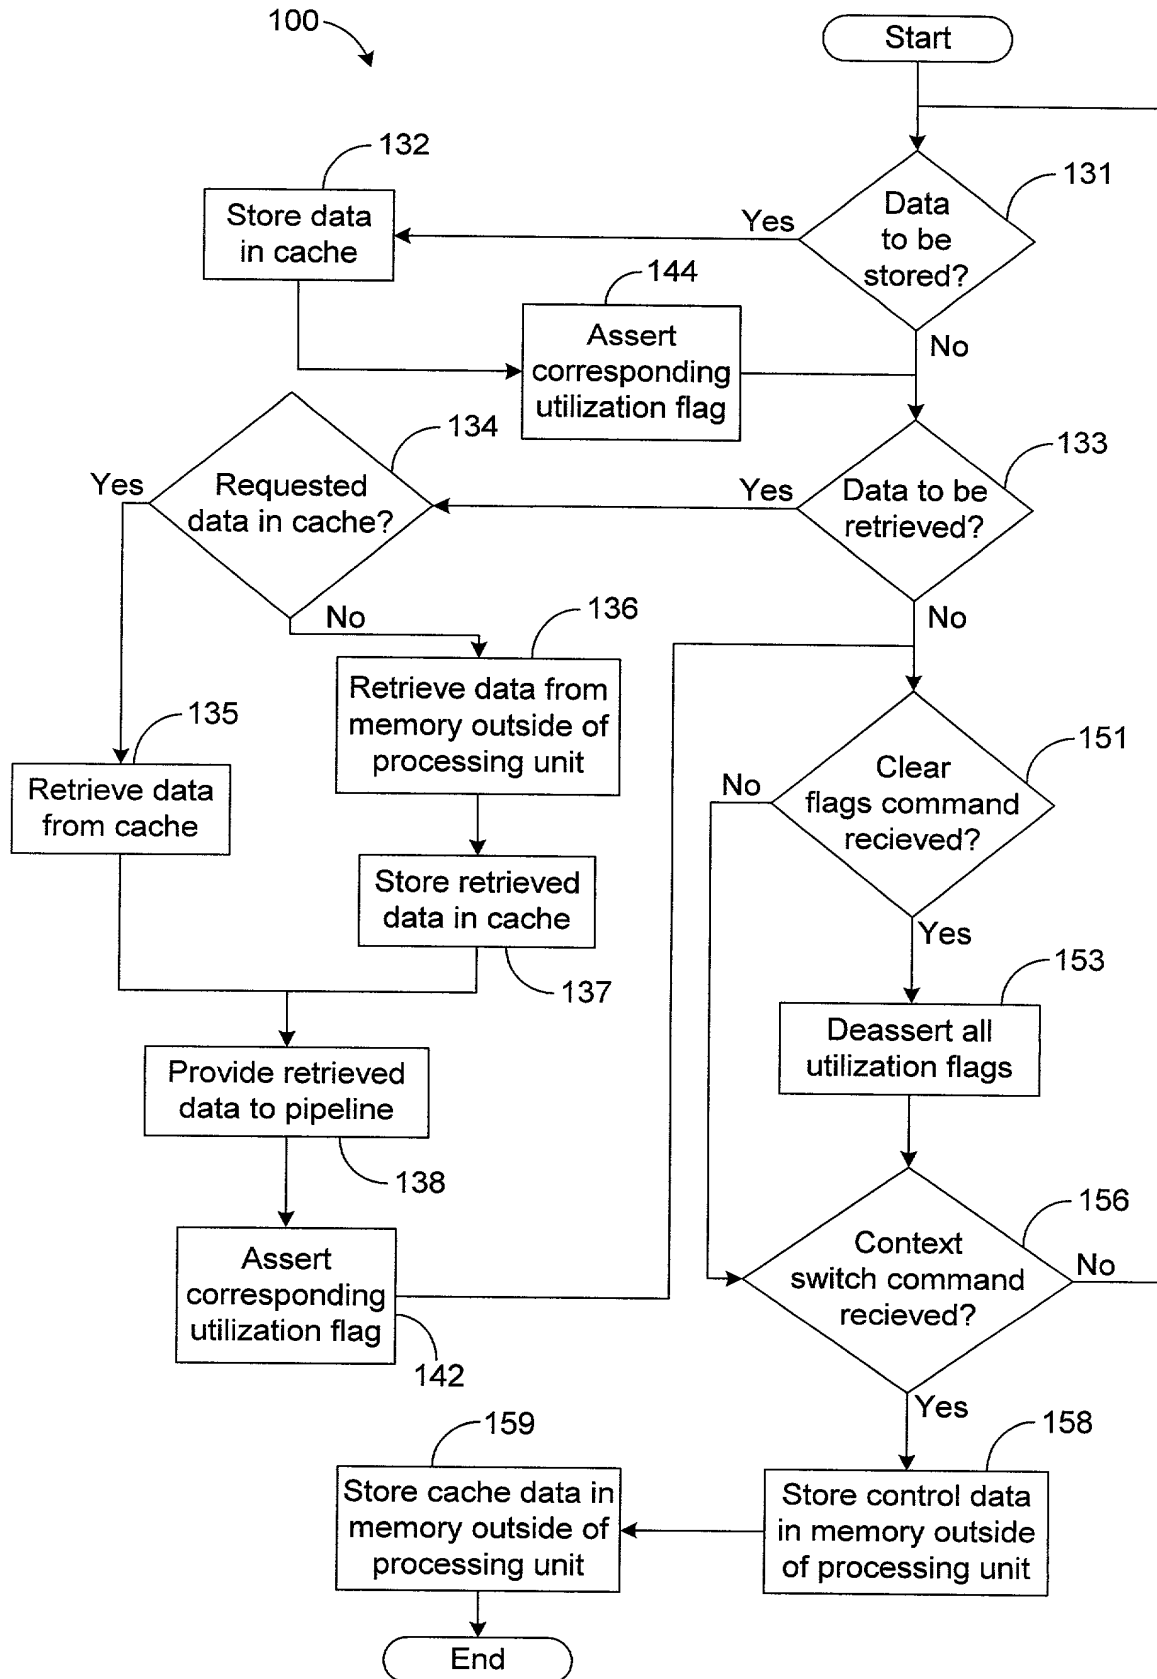 100
Start
132
131
Store data
in cache
Yes
Data
to be
stored?
144
Assert
corresponding
utilization flag
No
134
133
Yes
Requested
data in cache?
Yes
Data to be
retrieved?
No
136
No
Retrieve data from
memory outside of
processing unit
135
151
Retrieve data
from cache
No
Clear
flags command
recieved?
Store retrieved
data in cache
Yes
137
153
Deassert all
utilization flags
Provide retrieved
data to pipeline
138
156
Assert
corresponding
utilization flag
Context
switch command
recieved?
No
142
Yes
159
158
Store cache data in
memory outside of
processing unit
Store control data
in memory outside
of processing unit
End